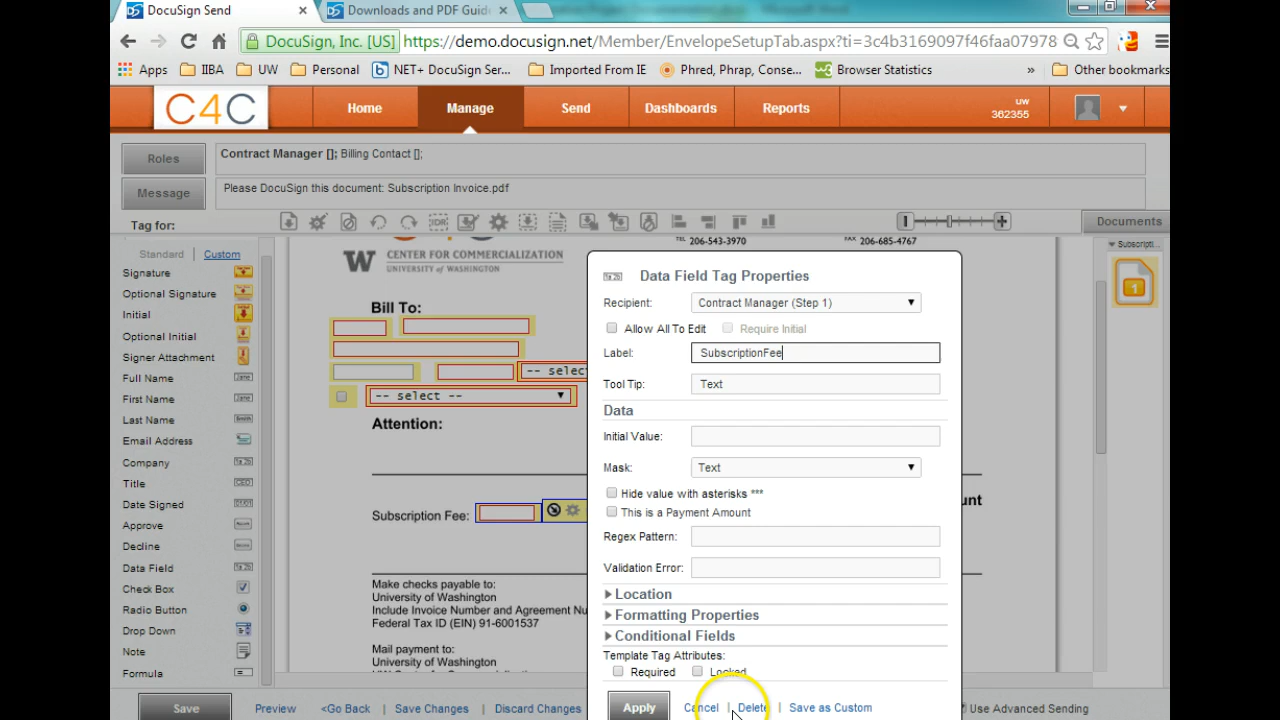 DocuSign Send
Downloads and PDF Guide
DocuSign, Inc. [US] https://demo.docusign.net/Member/EnvelopeSetupTab.aspx?ti=3c4b3169097f46faa07978
Apps IIBA UW Personal NET+ DocuSign Ser... Imported From IE Phred, Phrap, Conse... Browser Statistics » Other bookmarks
C4C Home Manage Send Dashboards Reports UW
362355
Roles Contract Manager []; Billing Contact [];
Message Please DocuSign this document: Subscription Invoice.pdf
Tag for: Documents
Standard Custom
Signature
Optional Signature
Initial
Optional Initial
Signer Attachment
Full Name
First Name
Last Name
Email Address
Company
Title
Date Signed
Approve
Decline
Data Field
Check Box
Radio Button
Drop Down
Note
Formula
TEL 206-543-3970 FAX 206-685-4767
W CENTER FOR COMMERCIALIZATION
UNIVERSITY of WASHINGTON
Bill To:
-- selec
-- select --
Attention:
Subscription Fee:
unt
Make checks payable to:
University of Washington
Include Invoice Number and Agreement Nu
Federal Tax ID (EIN) 91-6001537
Mail payment to:
University of Washington
Data Field Tag Properties
Recipient: Contract Manager (Step 1)
Allow All To Edit Require Initial
Label: SubscriptionFee
Tool Tip: Text
Data
Initial Value:
Mask: Text
Hide value with asterisks ***
This is a Payment Amount
Regex Pattern:
Validation Error:
Location
Formatting Properties
Conditional Fields
Template Tag Attributes:
Required Locked
Apply Cancel | Delete | Save as Custom
Subscripti...
1
Save Preview <Go Back | Save Changes | Discard Changes Use Advanced Sending